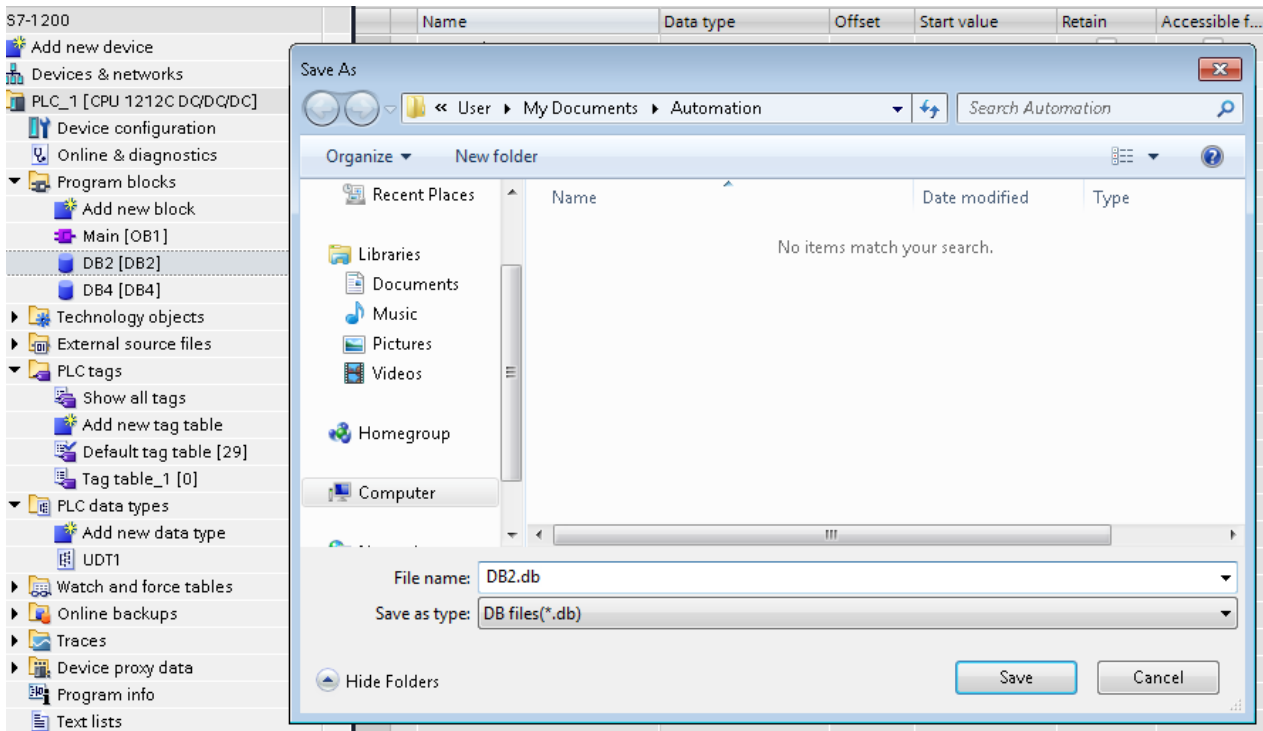 S7-1200
Name Data type Offset Start value Retain Accessible f...
Add new device
Devices & networks
PLC_1 [CPU 1212C DC/DC/DC]
Device configuration
Online & diagnostics
Program blocks
Add new block
Main [OB1]
DB2 [DB2]
DB4 [DB4]
Technology objects
External source files
PLC tags
Show all tags
Add new tag table
Default tag table [29]
Tag table_1 [0]
PLC data types
Add new data type
UDT1
Watch and force tables
Online backups
Traces
Device proxy data
Program info
Text lists
Save As
« User My Documents Automation
Search Automation
Organize New folder
Recent Places
Libraries
Documents
Music
Pictures
Videos
Homegroup
Computer
Name Date modified Type
No items match your search.
File name: DB2.db
Save as type: DB files(*.db)
Hide Folders
Save Cancel